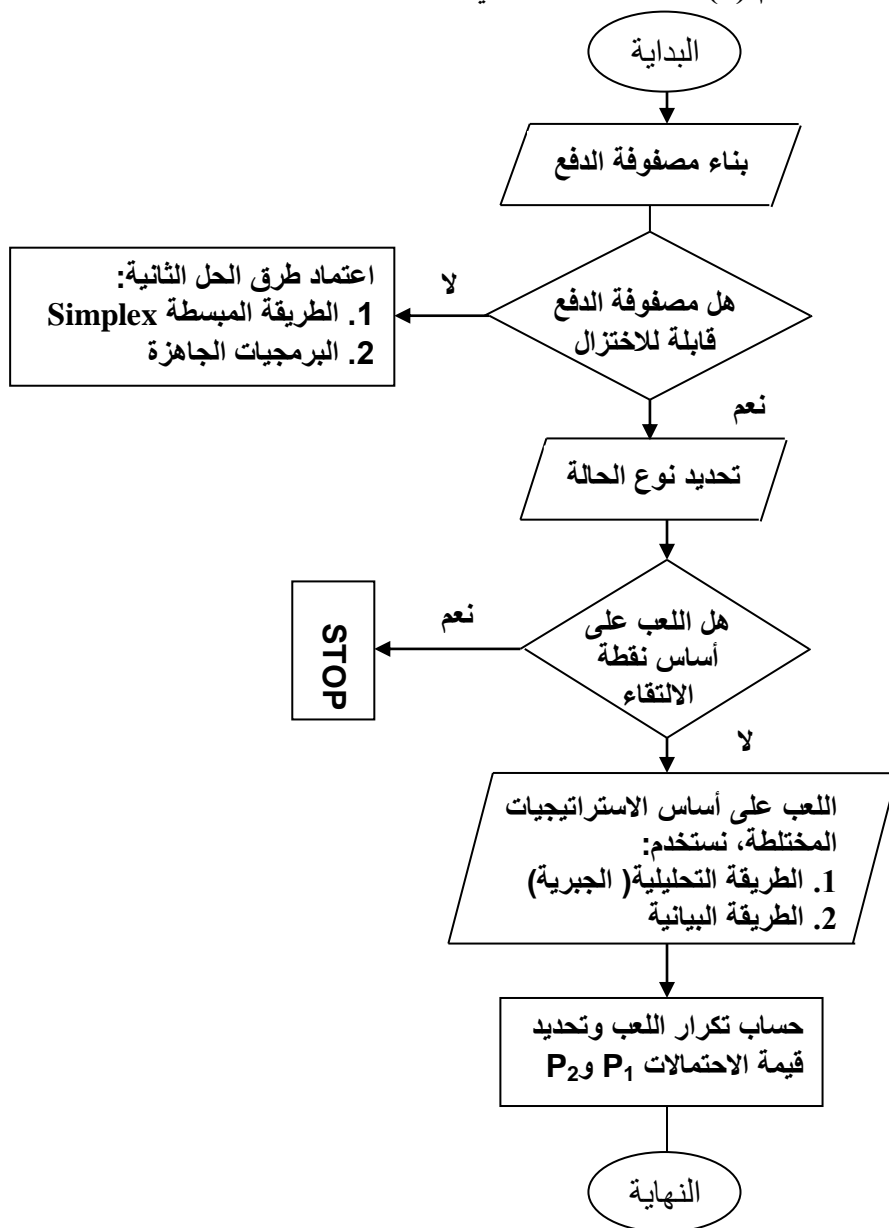 البداية
بناء مصفوفة الدفع
هل مصفوفة الدفع
قابلة للاختزال
لا
اعتماد طرق الحل الثانية:
1. الطريقة المبسطة Simplex
2. البرمجيات الجاهزة
نعم
تحديد نوع الحالة
هل اللعب على
أساس نقطة
الالتقاء
نعم
STOP
لا
اللعب على أساس الاستراتيجيات
المختلطة، نستخدم:
1. الطريقة التحليلية( الجبرية)
2. الطريقة البيانية
حساب تكرار اللعب وتحديد
قيمة الاحتمالات P₁ وP₂
النهاية